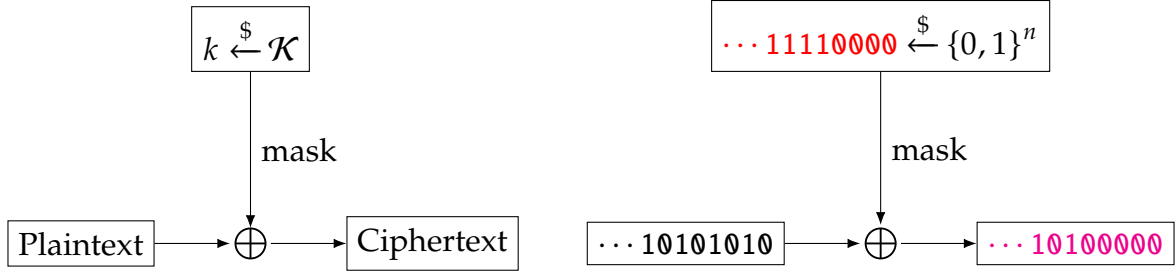 k ←$ 𝒦
mask
Plaintext
⊕
Ciphertext
··· 11110000 ←$ {0, 1}ⁿ
mask
··· 10101010
⊕
··· 10100000